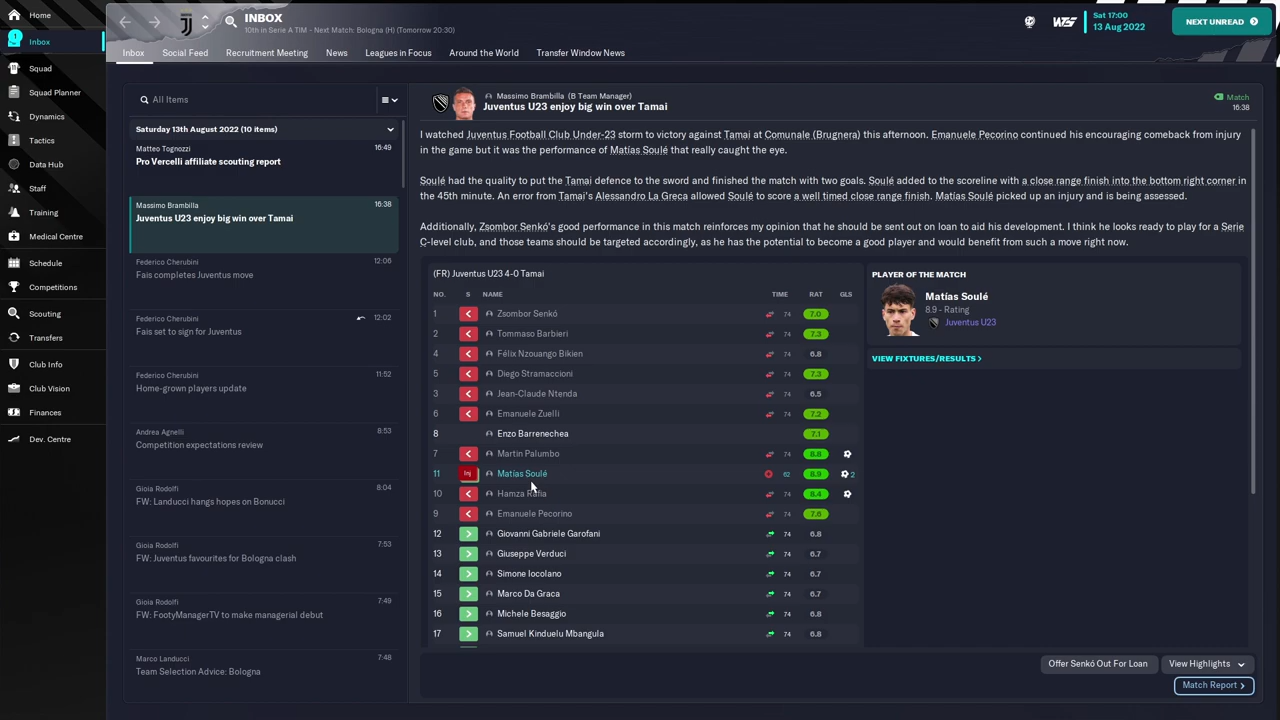 Home
INBOX
10th in Serie A TIM - Next Match: Bologna (H) (Tomorrow 20:30)
Sat 17:00
13 Aug 2022
NEXT UNREAD
1
Inbox
Inbox Social Feed Recruitment Meeting News Leagues in Focus Around the World Transfer Window News
Squad
Squad Planner
Dynamics
Tactics
Data Hub
Staff
Training
Medical Centre
Schedule
Competitions
Scouting
Transfers
Club Info
Club Vision
Finances
Dev. Centre
All Items
Saturday 13th August 2022 (10 items)
Matteo Tognozzi 16:49
Pro Vercelli affiliate scouting report
Massimo Brambilla 16:38
Juventus U23 enjoy big win over Tamai
Federico Cherubini 12:06
Fais completes Juventus move
Federico Cherubini 12:02
Fais set to sign for Juventus
Federico Cherubini 11:52
Home-grown players update
Andrea Agnelli 8:53
Competition expectations review
Gioia Rodolfi 8:04
FW: Landucci hangs hopes on Bonucci
Gioia Rodolfi 7:53
FW: Juventus favourites for Bologna clash
Gioia Rodolfi 7:49
FW: FootyManagerTV to make managerial debut
Marco Landucci 7:48
Team Selection Advice: Bologna
Massimo Brambilla (B Team Manager)
Juventus U23 enjoy big win over Tamai
Match
16:38
I watched Juventus Football Club Under-23 storm to victory against Tamai at Comunale (Brugnera) this afternoon. Emanuele Pecorino continued his encouraging comeback from injury
in the game but it was the performance of Matías Soulé that really caught the eye.
Soulé had the quality to put the Tamai defence to the sword and finished the match with two goals. Soulé added to the scoreline with a close range finish into the bottom right corner in
the 45th minute. An error from Tamai's Alessandro La Greca allowed Soulé to score a well timed close range finish. Matías Soulé picked up an injury and is being assessed.
Additionally, Zsombor Senkó's good performance in this match reinforces my opinion that he should be sent out on loan to aid his development. I think he looks ready to play for a Serie
C-level club, and those teams should be targeted accordingly, as he has the potential to become a good player and would benefit from such a move right now.
(FR) Juventus U23 4-0 Tamai
NO. S NAME TIME RAT GLS
1 Zsombor Senkó 74 7.0
2 Tommaso Barbieri 74 7.3
4 Félix Nzouango Bikien 74 6.8
5 Diego Stramaccioni 74 7.3
3 Jean-Claude Ntenda 74 6.5
6 Emanuele Zuelli 74 7.2
8 Enzo Barrenechea 7.1
7 Martin Palumbo 74 8.8
11 Inj Matías Soulé 62 8.9 2
10 Hamza Rafia 74 8.4
9 Emanuele Pecorino 74 7.6
12 Giovanni Gabriele Garofani 74 6.8
13 Giuseppe Verduci 74 6.7
14 Simone Iocolano 74 6.7
15 Marco Da Graca 74 6.7
16 Michele Besaggio 74 6.8
17 Samuel Kinduelu Mbangula 74 6.8
PLAYER OF THE MATCH
Matías Soulé
8.9 - Rating
Juventus U23
VIEW FIXTURES/RESULTS >
Offer Senkó Out For Loan
View Highlights
Match Report >